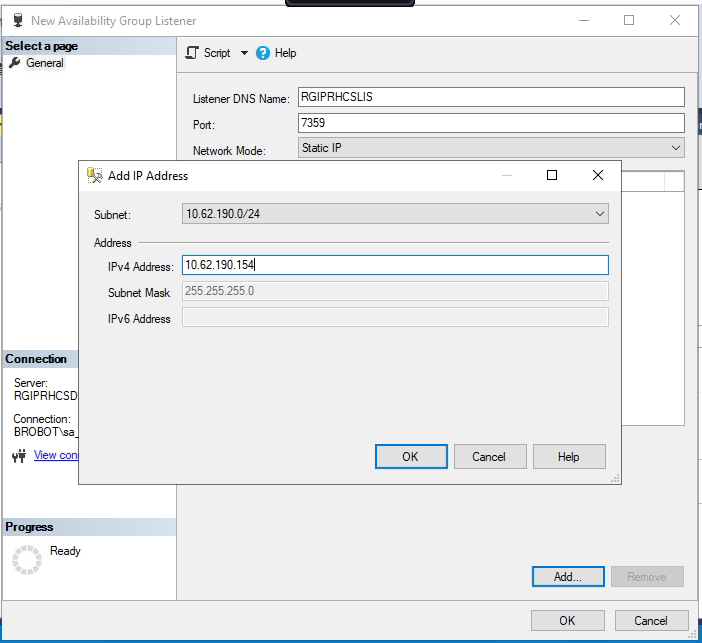 New Availability Group Listener
Select a page
General
Script
Help
Listener DNS Name: RGIPRHCSLIS
Port: 7359
Network Mode: Static IP
Add IP Address
Subnet: 10.62.190.0/24
Address
IPv4 Address: 10.62.190.154
Subnet Mask 255.255.255.0
IPv6 Address
OK Cancel Help
Connection
Server:
RGIPRHCSD
Connection:
BROBOT\sa_
View con
Progress
Ready
Add... Remove
OK Cancel